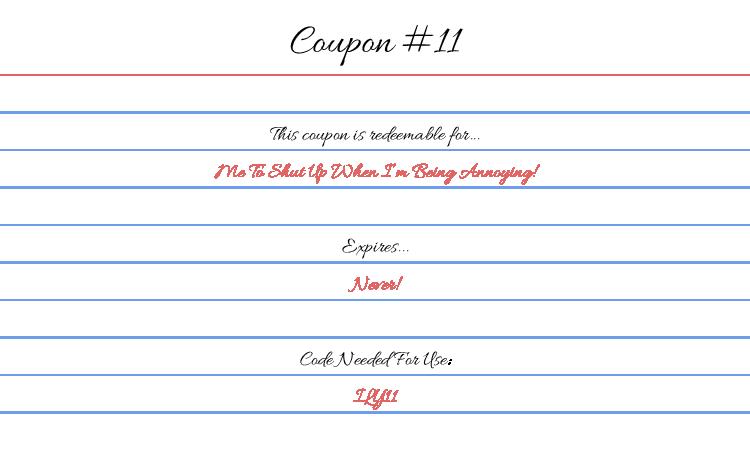 Coupon #11
This coupon is redeemable for...
Me To Shut Up When I'm Being Annoying!
Expires...
Never!
Code Needed For Use:
ILY11